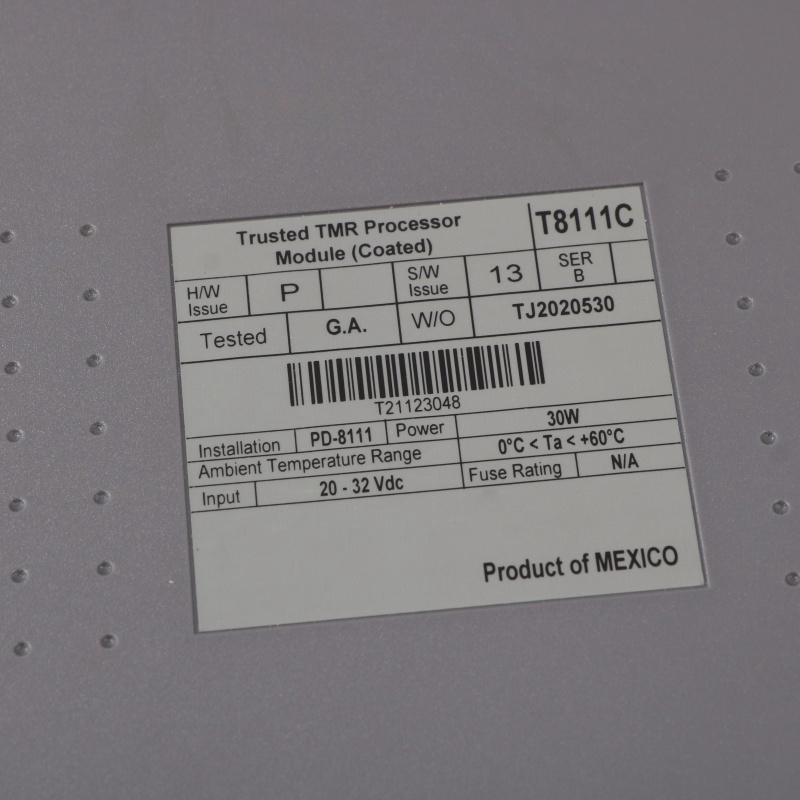 Trusted TMR Processor
Module (Coated)
T8111C
H/W
Issue
P
S/W
Issue
13
SER
B
Tested
G.A.
W/O
TJ2020530
T21123048
Installation
PD-8111
Power
30W
Ambient Temperature Range
0°C < Ta < +60°C
Input
20 - 32 Vdc
Fuse Rating
N/A
Product of MEXICO